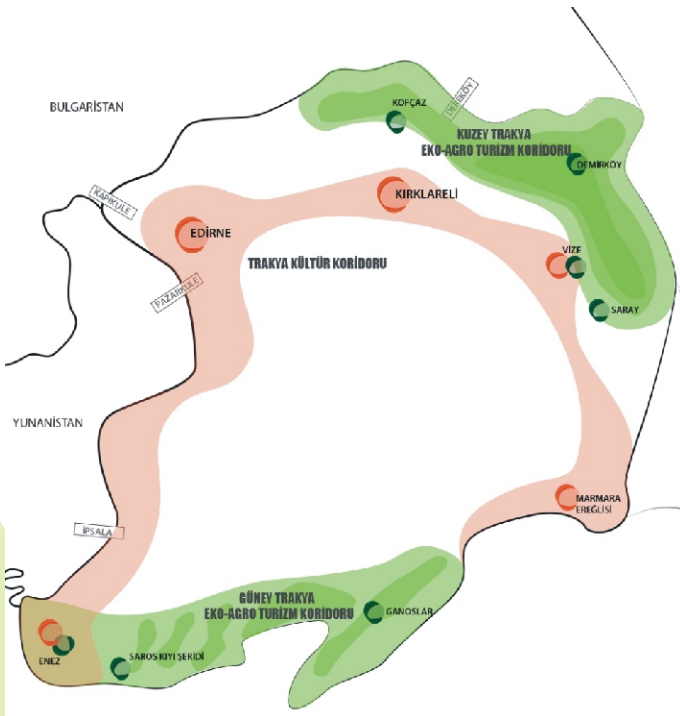 BULGARİSTAN
KOFÇAZ
DEREKÖY
KUZEY TRAKYA
EKO-AGRO TURİZM KORİDORU
DEMİRKÖY
KAPIKULE
KIRKLARELİ
EDİRNE
VİZE
TRAKYA KÜLTÜR KORİDORU
PAZARKULE
SARAY
YUNANİSTAN
MARMARA
EREĞLİSİ
İPSALA
GÜNEY TRAKYA
EKO-AGRO TURİZM KORİDORU
GANOSLAR
ENEZ
SAROS KIYI ŞERİDİ